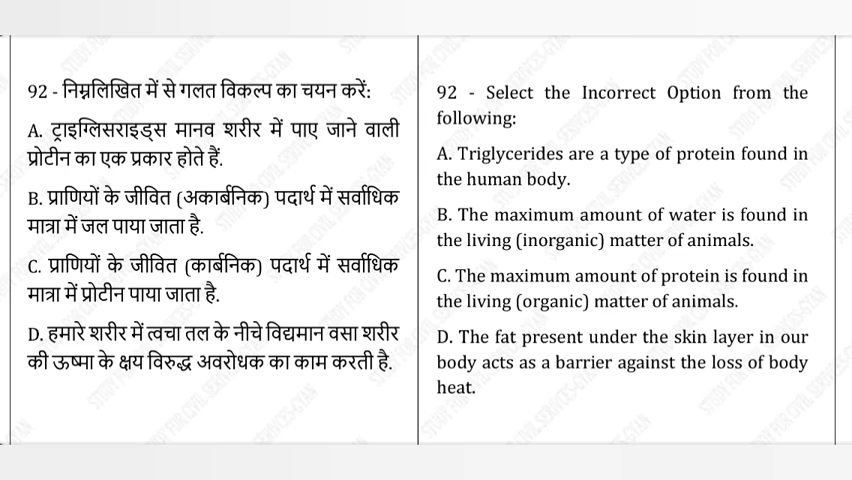 92 - निम्नलिखित में से गलत विकल्प का चयन करें:
A. ट्राइग्लिसराइड्स मानव शरीर में पाए जाने वाली
प्रोटीन का एक प्रकार होते हैं.
B. प्राणियों के जीवित (अकार्बनिक) पदार्थ में सर्वाधिक
मात्रा में जल पाया जाता है.
C. प्राणियों के जीवित (कार्बनिक) पदार्थ में सर्वाधिक
मात्रा में प्रोटीन पाया जाता है.
D. हमारे शरीर में त्वचा तल के नीचे विद्यमान वसा शरीर
की ऊष्मा के क्षय विरुद्ध अवरोधक का काम करती है.
92 - Select the Incorrect Option from the
following:
A. Triglycerides are a type of protein found in
the human body.
B. The maximum amount of water is found in
the living (inorganic) matter of animals.
C. The maximum amount of protein is found in
the living (organic) matter of animals.
D. The fat present under the skin layer in our
body acts as a barrier against the loss of body
heat.
STUDY FOR CIVIL SERVICES-GYAN